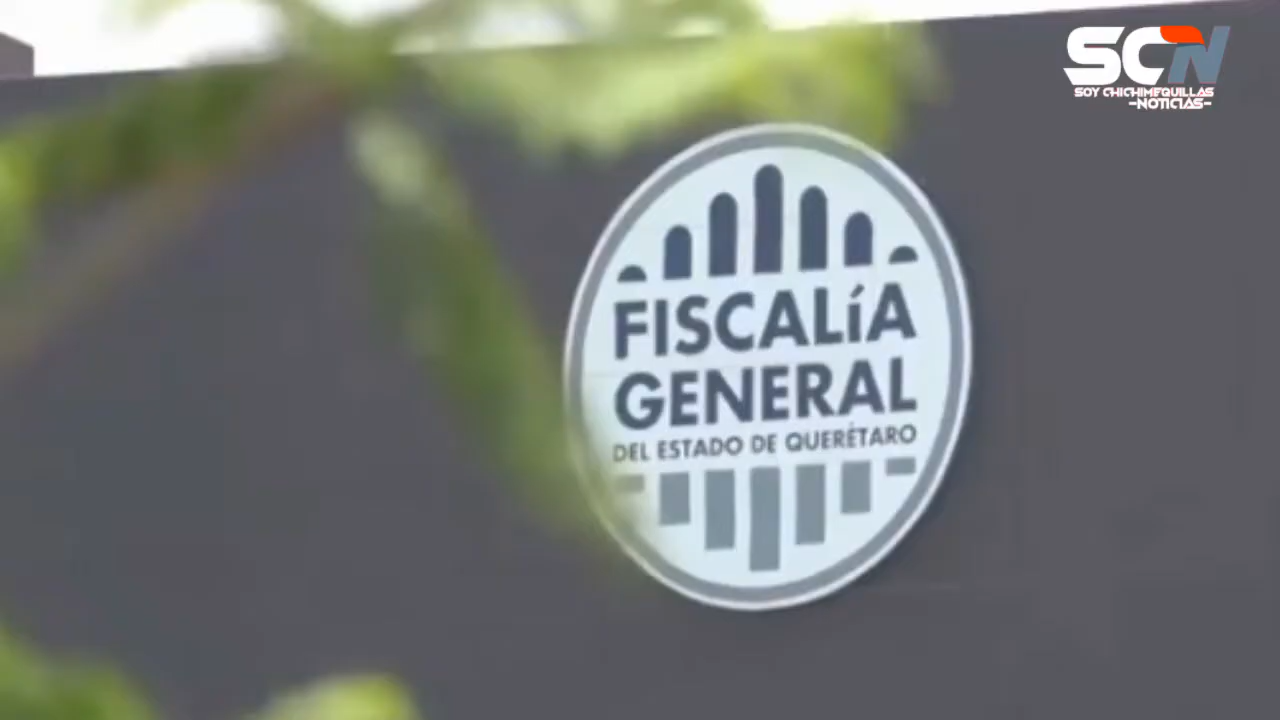 SCN
SOY CHICHIMEQUILLAS
-NOTICIAS-
FISCALíA
GENERAL
DEL ESTADO DE QUERÉTARO